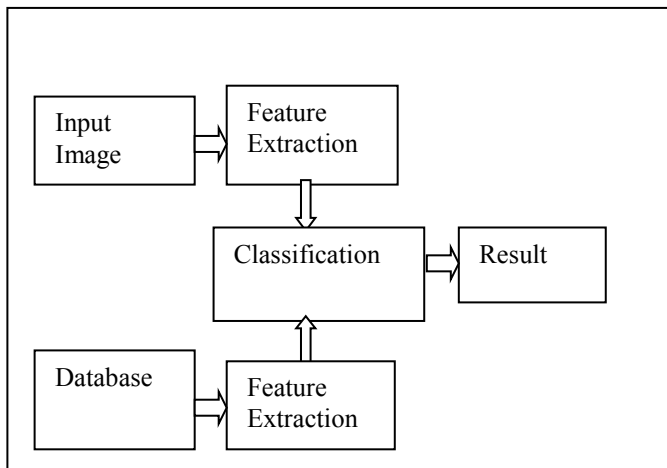 Input
Image
Feature
Extraction
Classification
Result
Database
Feature
Extraction